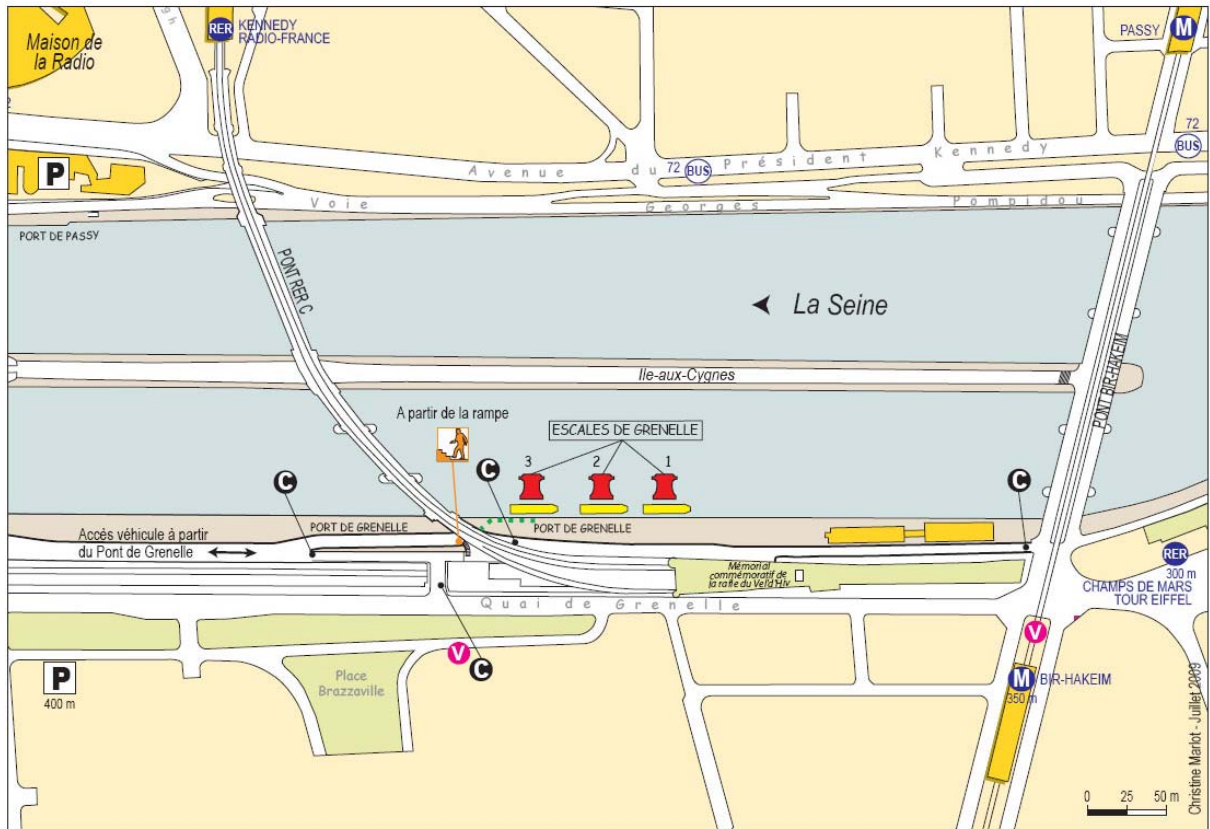 RER
KENNEDY
RADIO-FRANCE
Maison de
la Radio
PASSY
M
72
BUS
P
Avenue du Président Kennedy
72 BUS
Voie Georges Pompidou
PORT DE PASSY
PONT RER C
La Seine
Ile-aux-Cygnes
PONT BIR-HAKEIM
A partir de la rampe
ESCALES DE GRENELLE
3
2
1
C
C
C
PORT DE GRENELLE
PORT DE GRENELLE
Accès véhicule à partir
du Pont de Grenelle
Mémorial
commémoratif de
la rafle du Vel d'Hiv
RER
300 m
CHAMPS DE MARS
TOUR EIFFEL
Quai de Grenelle
V
V
C
P
400 m
Place
Brazzaville
M
BIR-HAKEIM
350 m
Christine Marlot - Juillet 2009
0 25 50 m